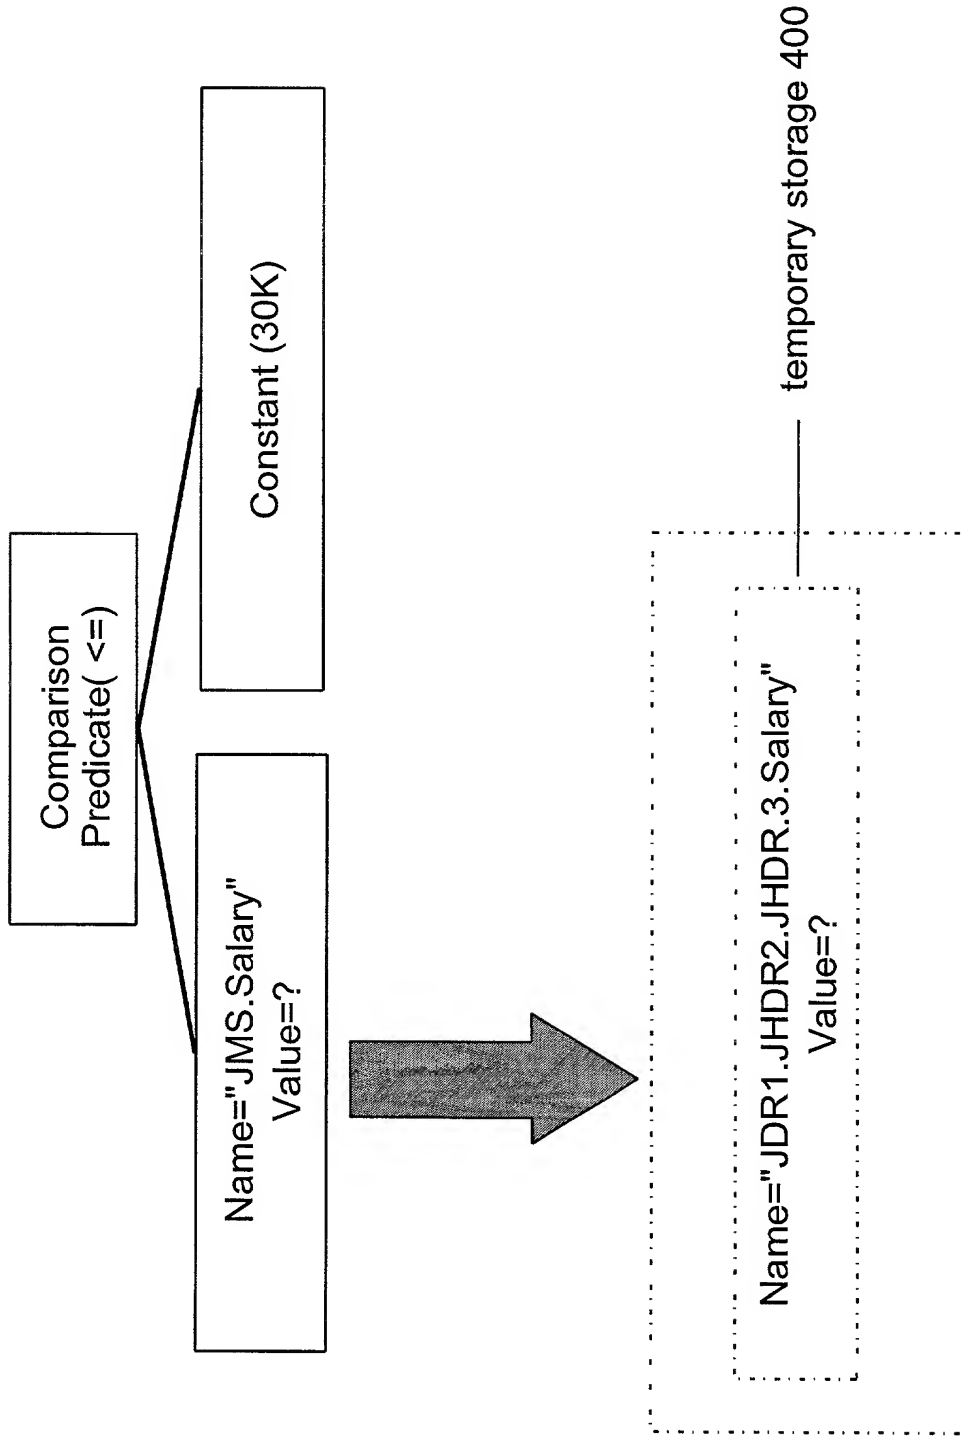 Comparison
Predicate( <=)
Name="JMS.Salary"
Value=?
Constant (30K)
Name="JDR1.JHDR2.JHDR.3.Salary"
Value=?
temporary storage 400